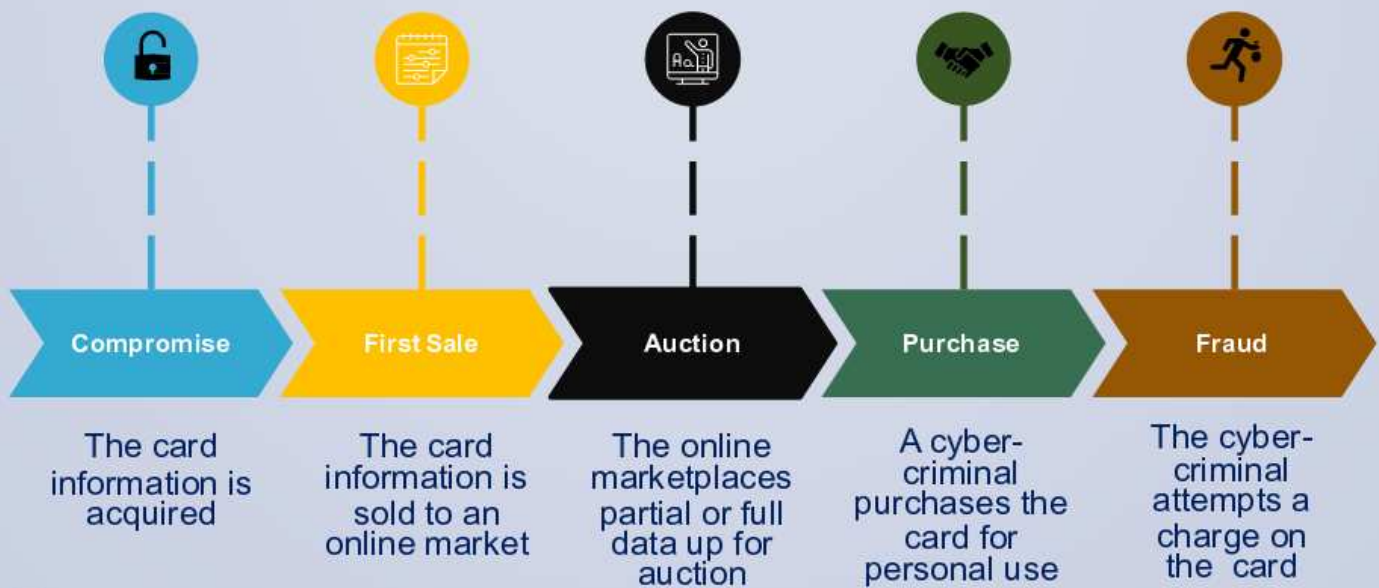 Aa
Compromise
First Sale
Auction
Purchase
Fraud
The card
information is
acquired
The card
information is
sold to an
online market
The online
marketplaces
partial or full
data up for
auction
A cyber-
criminal
purchases the
card for
personal use
The cyber-
criminal
attempts a
charge on
the card